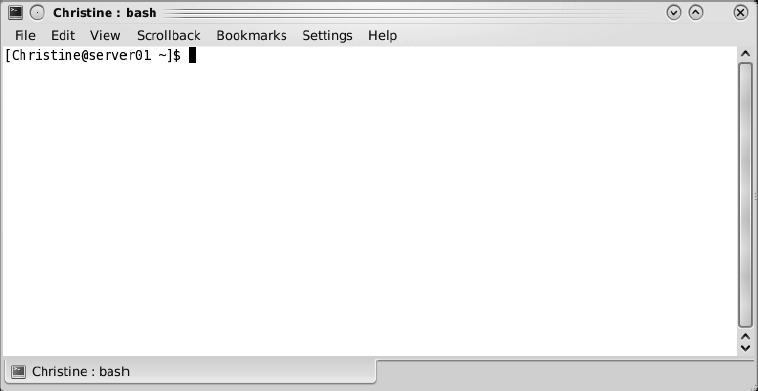 Christine : bash
File Edit View Scrollback Bookmarks Settings Help
[Christine@server01 ~]$
Christine : bash